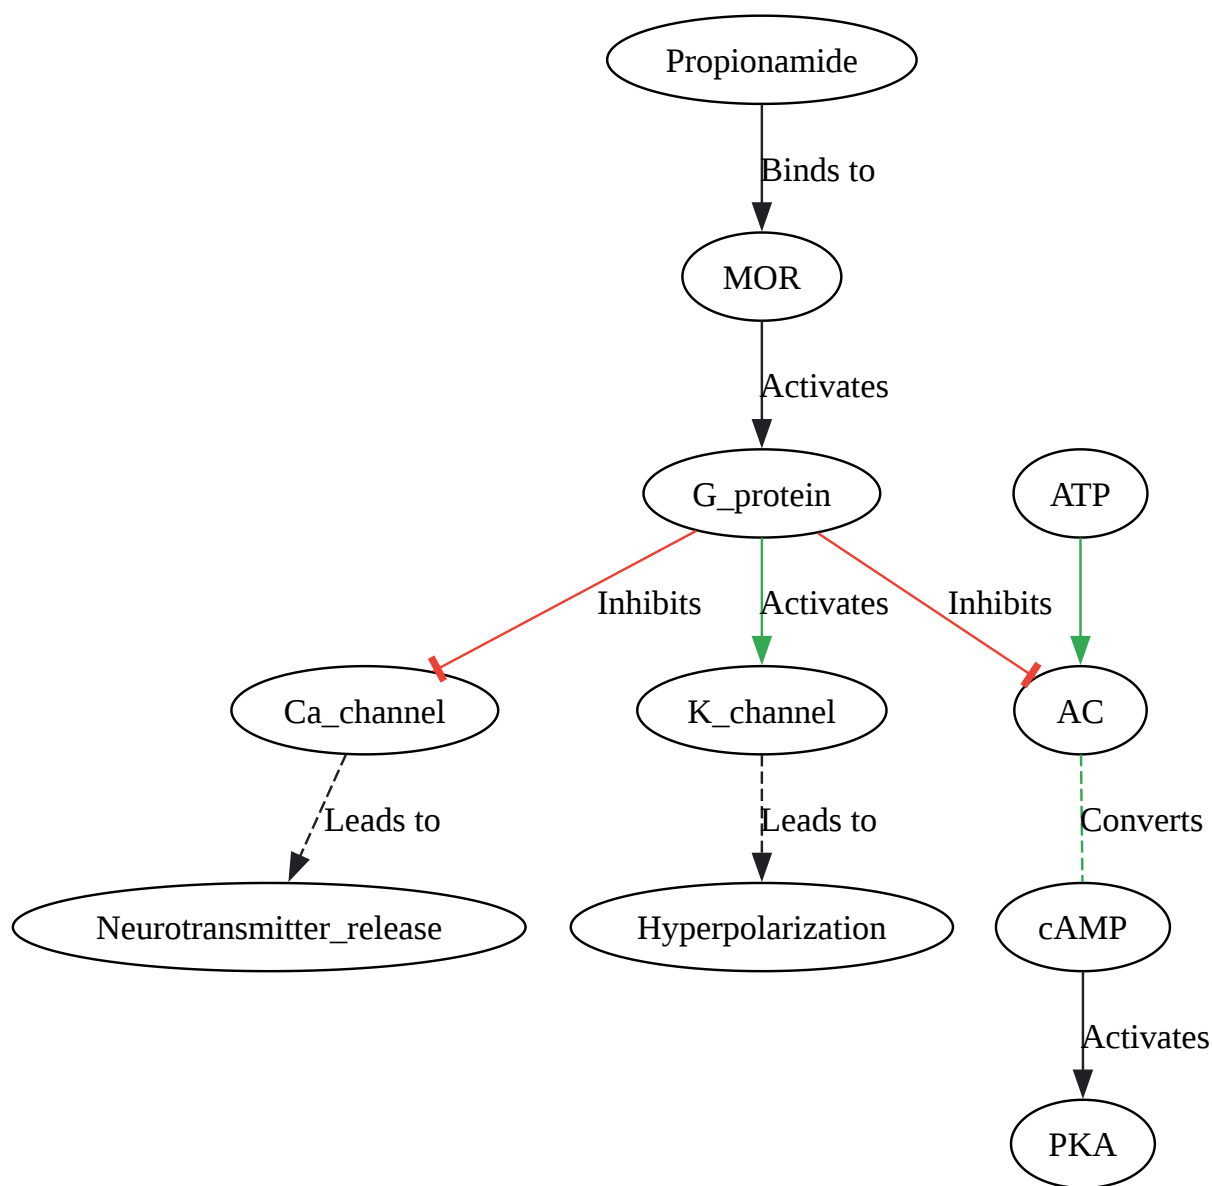 Propionamide
Binds to
MOR
Activates
G_protein
ATP
Inhibits
Activates
Inhibits
Ca_channel
K_channel
AC
Leads to
Leads to
Converts
Neurotransmitter_release
Hyperpolarization
cAMP
Activates
PKA